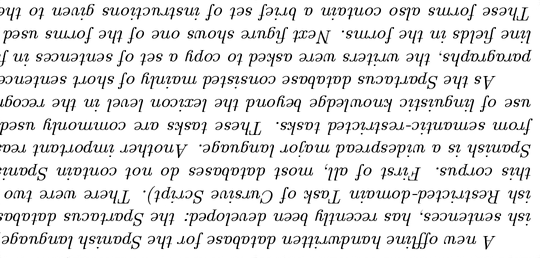 A new offline handwritten database for the Spanish language,
ish sentences, has recently been developed: the Spartacus databas
ish Restricted-domain Task of Cursive Script). There were two
this corpus. First of all, most databases do not contain Spani
Spanish is a widespread major language. Another important rea
from semantic-restricted tasks. These tasks are commonly used
use of linguistic knowledge beyond the lexicon level in the recog
As the Spartacus database consisted mainly of short sentence
paragraphs, the writers were asked to copy a set of sentences in f
line fields in the forms. Next figure shows one of the forms used
These forms also contain a brief set of instructions given to th